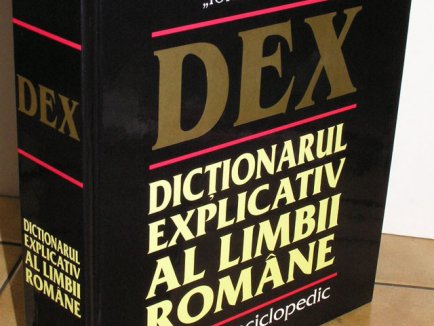 DEX
DICȚIONARUL
EXPLICATIV
AL LIMBII
ROMÂNE
DEX
DICȚIONARUL
EXPLICATIV
AL LIMBII
ROMÂNE